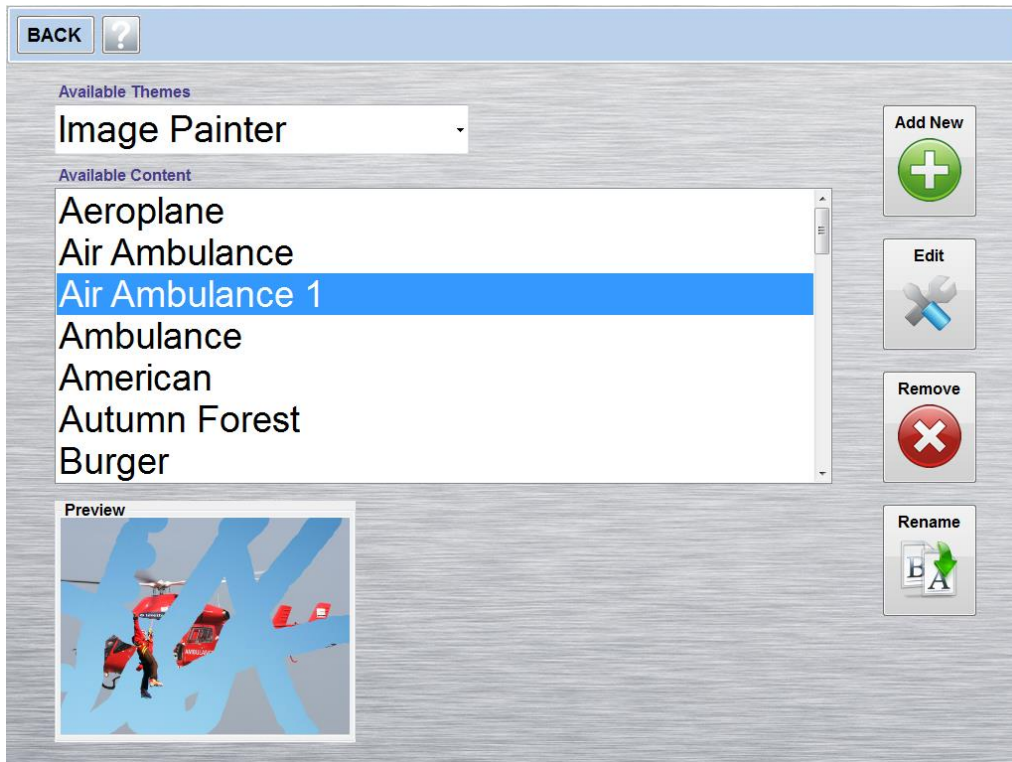 BACK
?
Available Themes
Image Painter
Add New
Available Content
Aeroplane
Air Ambulance
Air Ambulance 1
Ambulance
American
Autumn Forest
Burger
Edit
Remove
Rename
B
A
Preview
AMBULANCE